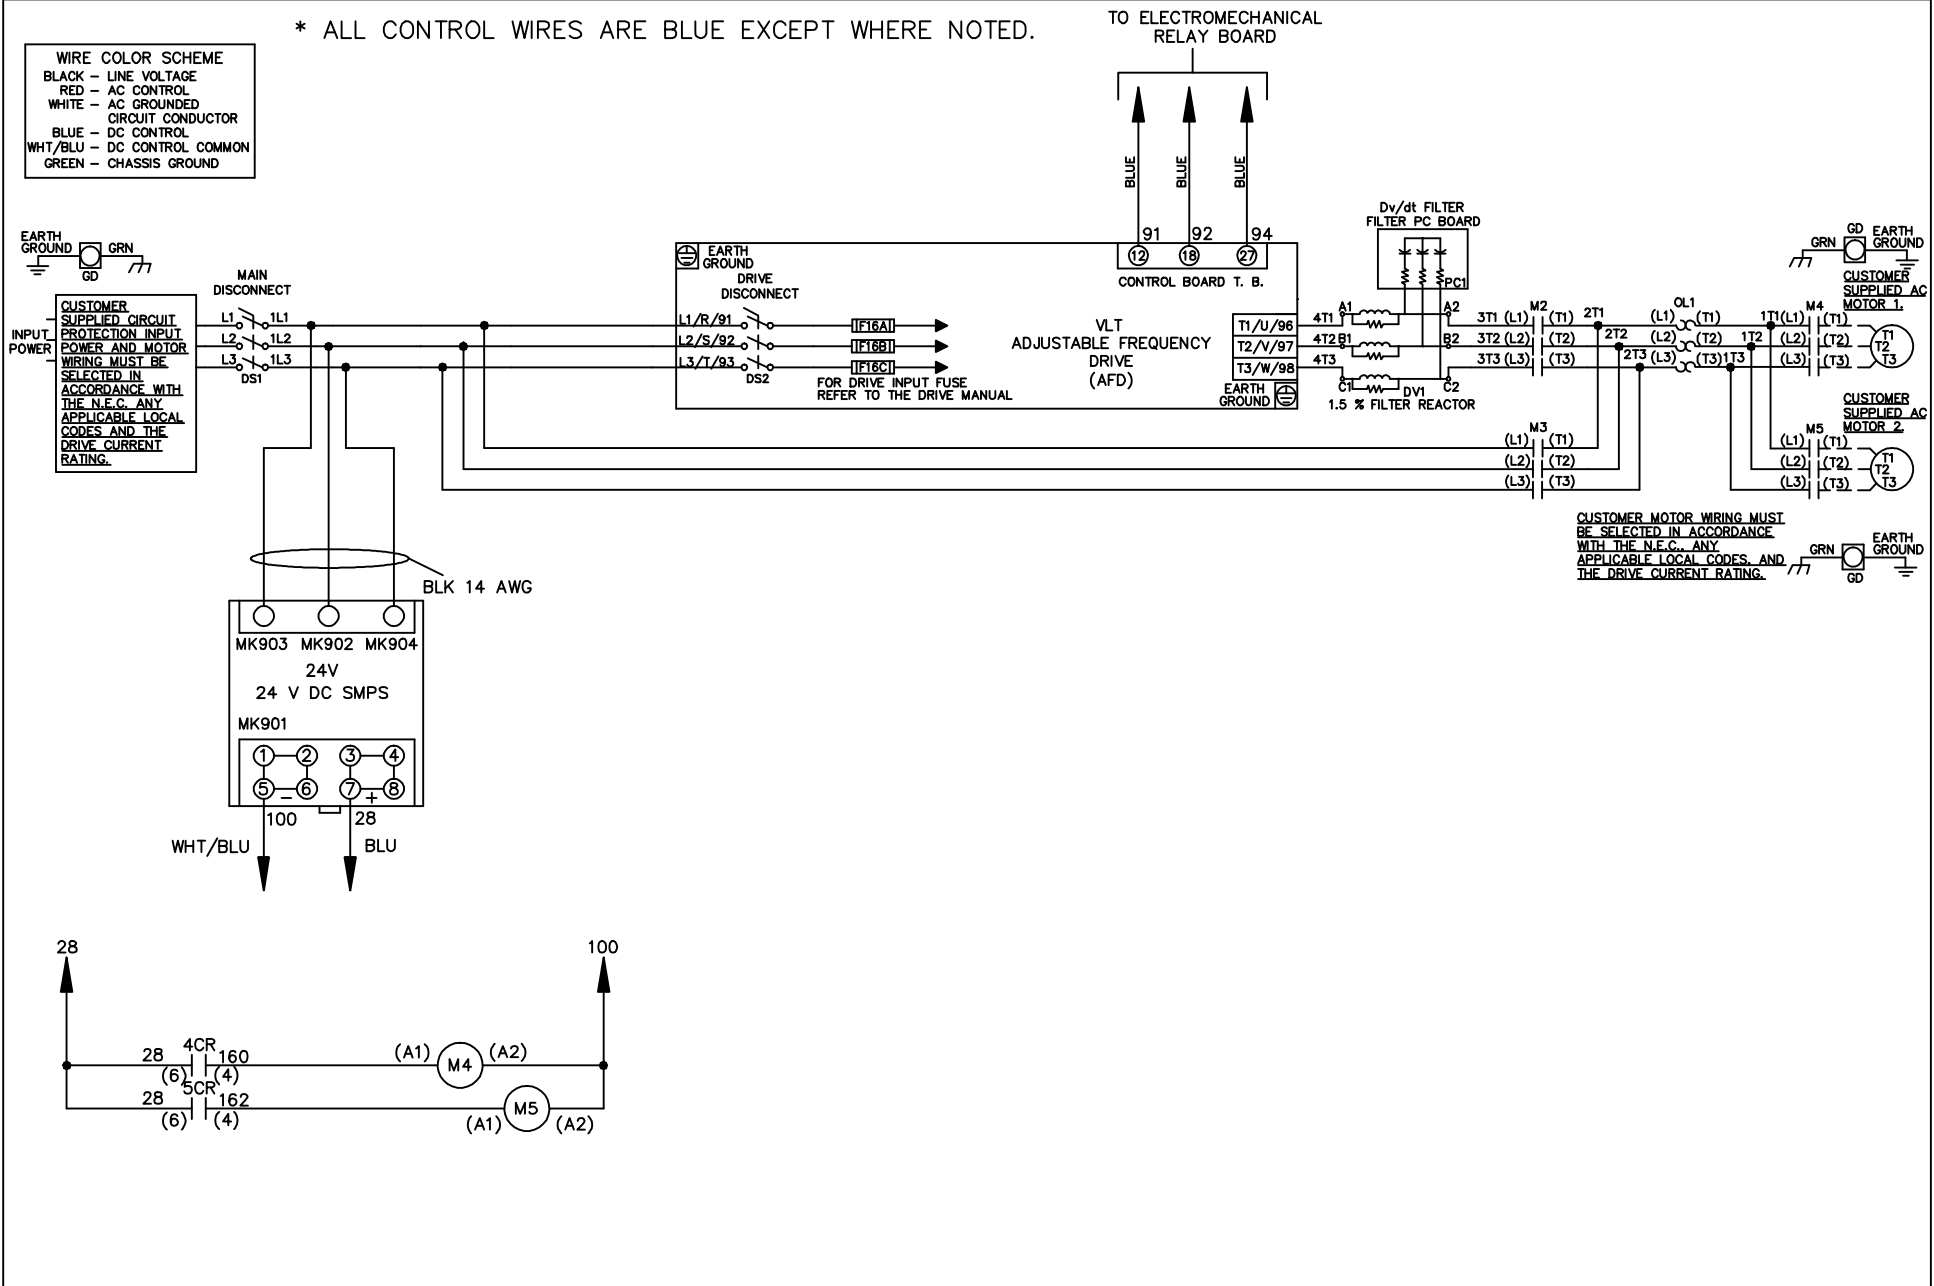 * ALL CONTROL WIRES ARE BLUE EXCEPT WHERE NOTED.
TO ELECTROMECHANICAL
RELAY BOARD
WIRE COLOR SCHEME
BLACK – LINE VOLTAGE
RED – AC CONTROL
WHITE – AC GROUNDED
CIRCUIT CONDUCTOR
BLUE – DC CONTROL
WHT/BLU – DC CONTROL COMMON
GREEN – CHASSIS GROUND
BLUE
BLUE
BLUE
91
92
94
12
18
27
CONTROL BOARD T. B.
EARTH
GROUND
GRN
GD
INPUT
POWER
CUSTOMER
SUPPLIED CIRCUIT
PROTECTION INPUT
POWER AND MOTOR
WIRING MUST BE
SELECTED IN
ACCORDANCE WITH
THE N.E.C. ANY
APPLICABLE LOCAL
CODES AND THE
DRIVE CURRENT
RATING.
MAIN
DISCONNECT
L1 1L1
L2 1L2
L3 1L3
DS1
EARTH
GROUND
DRIVE
DISCONNECT
L1/R/91
L2/S/92
L3/T/93
DS2
F16A
F16B
F16C
FOR DRIVE INPUT FUSE
REFER TO THE DRIVE MANUAL
VLT
ADJUSTABLE FREQUENCY
DRIVE
(AFD)
T1/U/96
T2/V/97
T3/W/98
EARTH
GROUND
Dv/dt FILTER
FILTER PC BOARD
PC1
4T1 A1 A2
4T2 B1 B2
4T3
C1 DV1 C2
1.5 % FILTER REACTOR
M2
3T1 (L1) (T1) 2T1
3T2 (L2) (T2) 2T2
3T3 (L3) (T3) 2T3
OL1
(L1) (T1) 1T1
(L2) (T2) 1T2
(L3) (T3) 1T3
M4
(L1) (T1)
(L2) (T2)
(L3) (T3)
T1
T2
T3
GRN
GD
EARTH
GROUND
CUSTOMER
SUPPLIED AC
MOTOR 1.
M3
(L1) (T1)
(L2) (T2)
(L3) (T3)
CUSTOMER
SUPPLIED AC
MOTOR 2.
M5
(L1) (T1)
(L2) (T2)
(L3) (T3)
T1
T2
T3
CUSTOMER MOTOR WIRING MUST
BE SELECTED IN ACCORDANCE
WITH THE N.E.C., ANY
APPLICABLE LOCAL CODES, AND
THE DRIVE CURRENT RATING.
GRN
GD
EARTH
GROUND
BLK 14 AWG
MK903 MK902 MK904
24V
24 V DC SMPS
MK901
1 2 3 4
5 6 7 8
– +
100 28
WHT/BLU BLU
28 100
4CR
28 160 (A1) M4 (A2)
(6) (4)
5CR
28 162 M5
(6) (4) (A1) (A2)